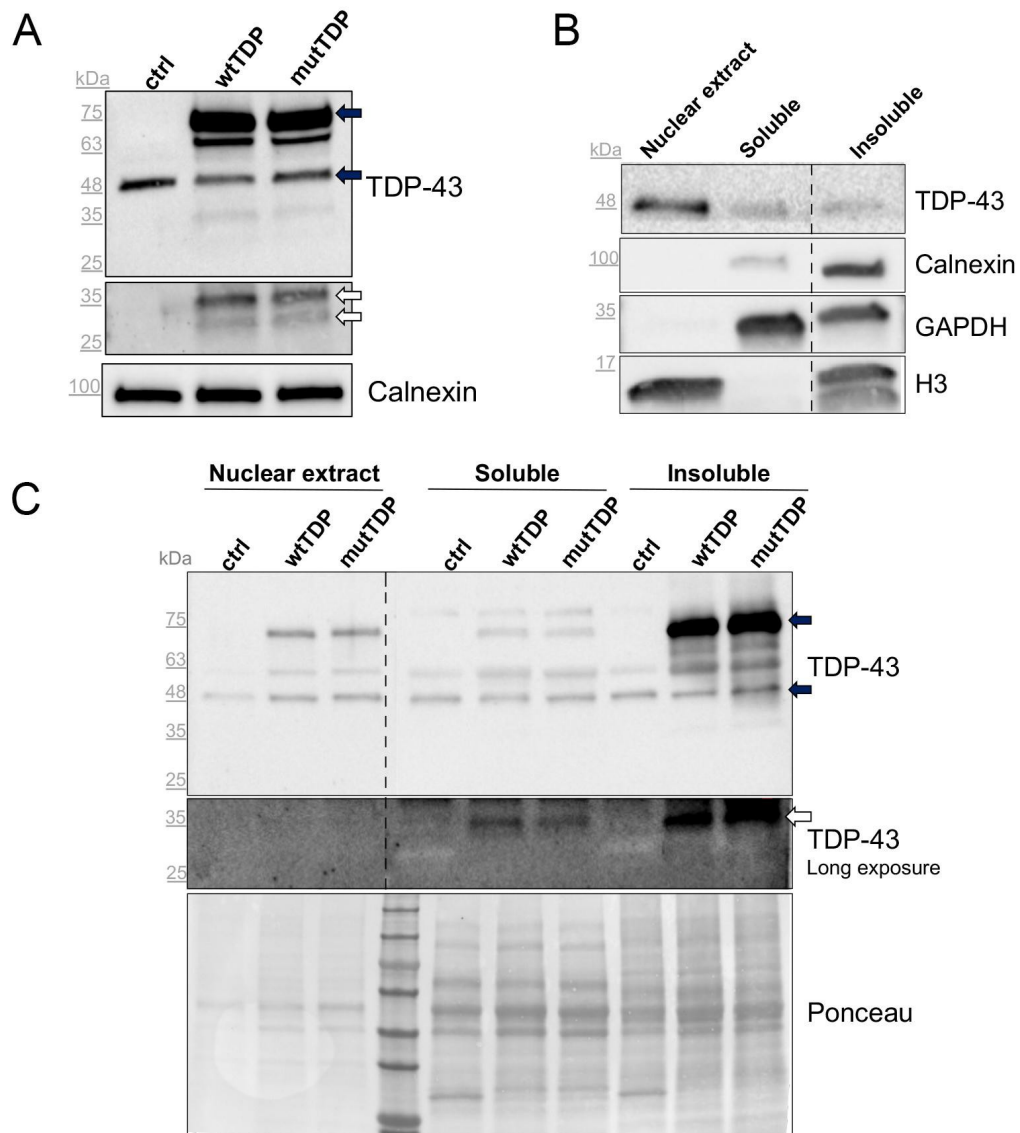 A
kDa
ctrl
wtTDP
mutTDP
75
63
48
35
25
TDP-43
35
25
100
Calnexin
B
kDa
Nuclear extract
Soluble
Insoluble
48
TDP-43
100
Calnexin
35
GAPDH
17
H3
C
Nuclear extract
Soluble
Insoluble
kDa
ctrl
wtTDP
mutTDP
ctrl
wtTDP
mutTDP
ctrl
wtTDP
mutTDP
75
63
48
35
25
TDP-43
35
25
TDP-43
Long exposure
Ponceau